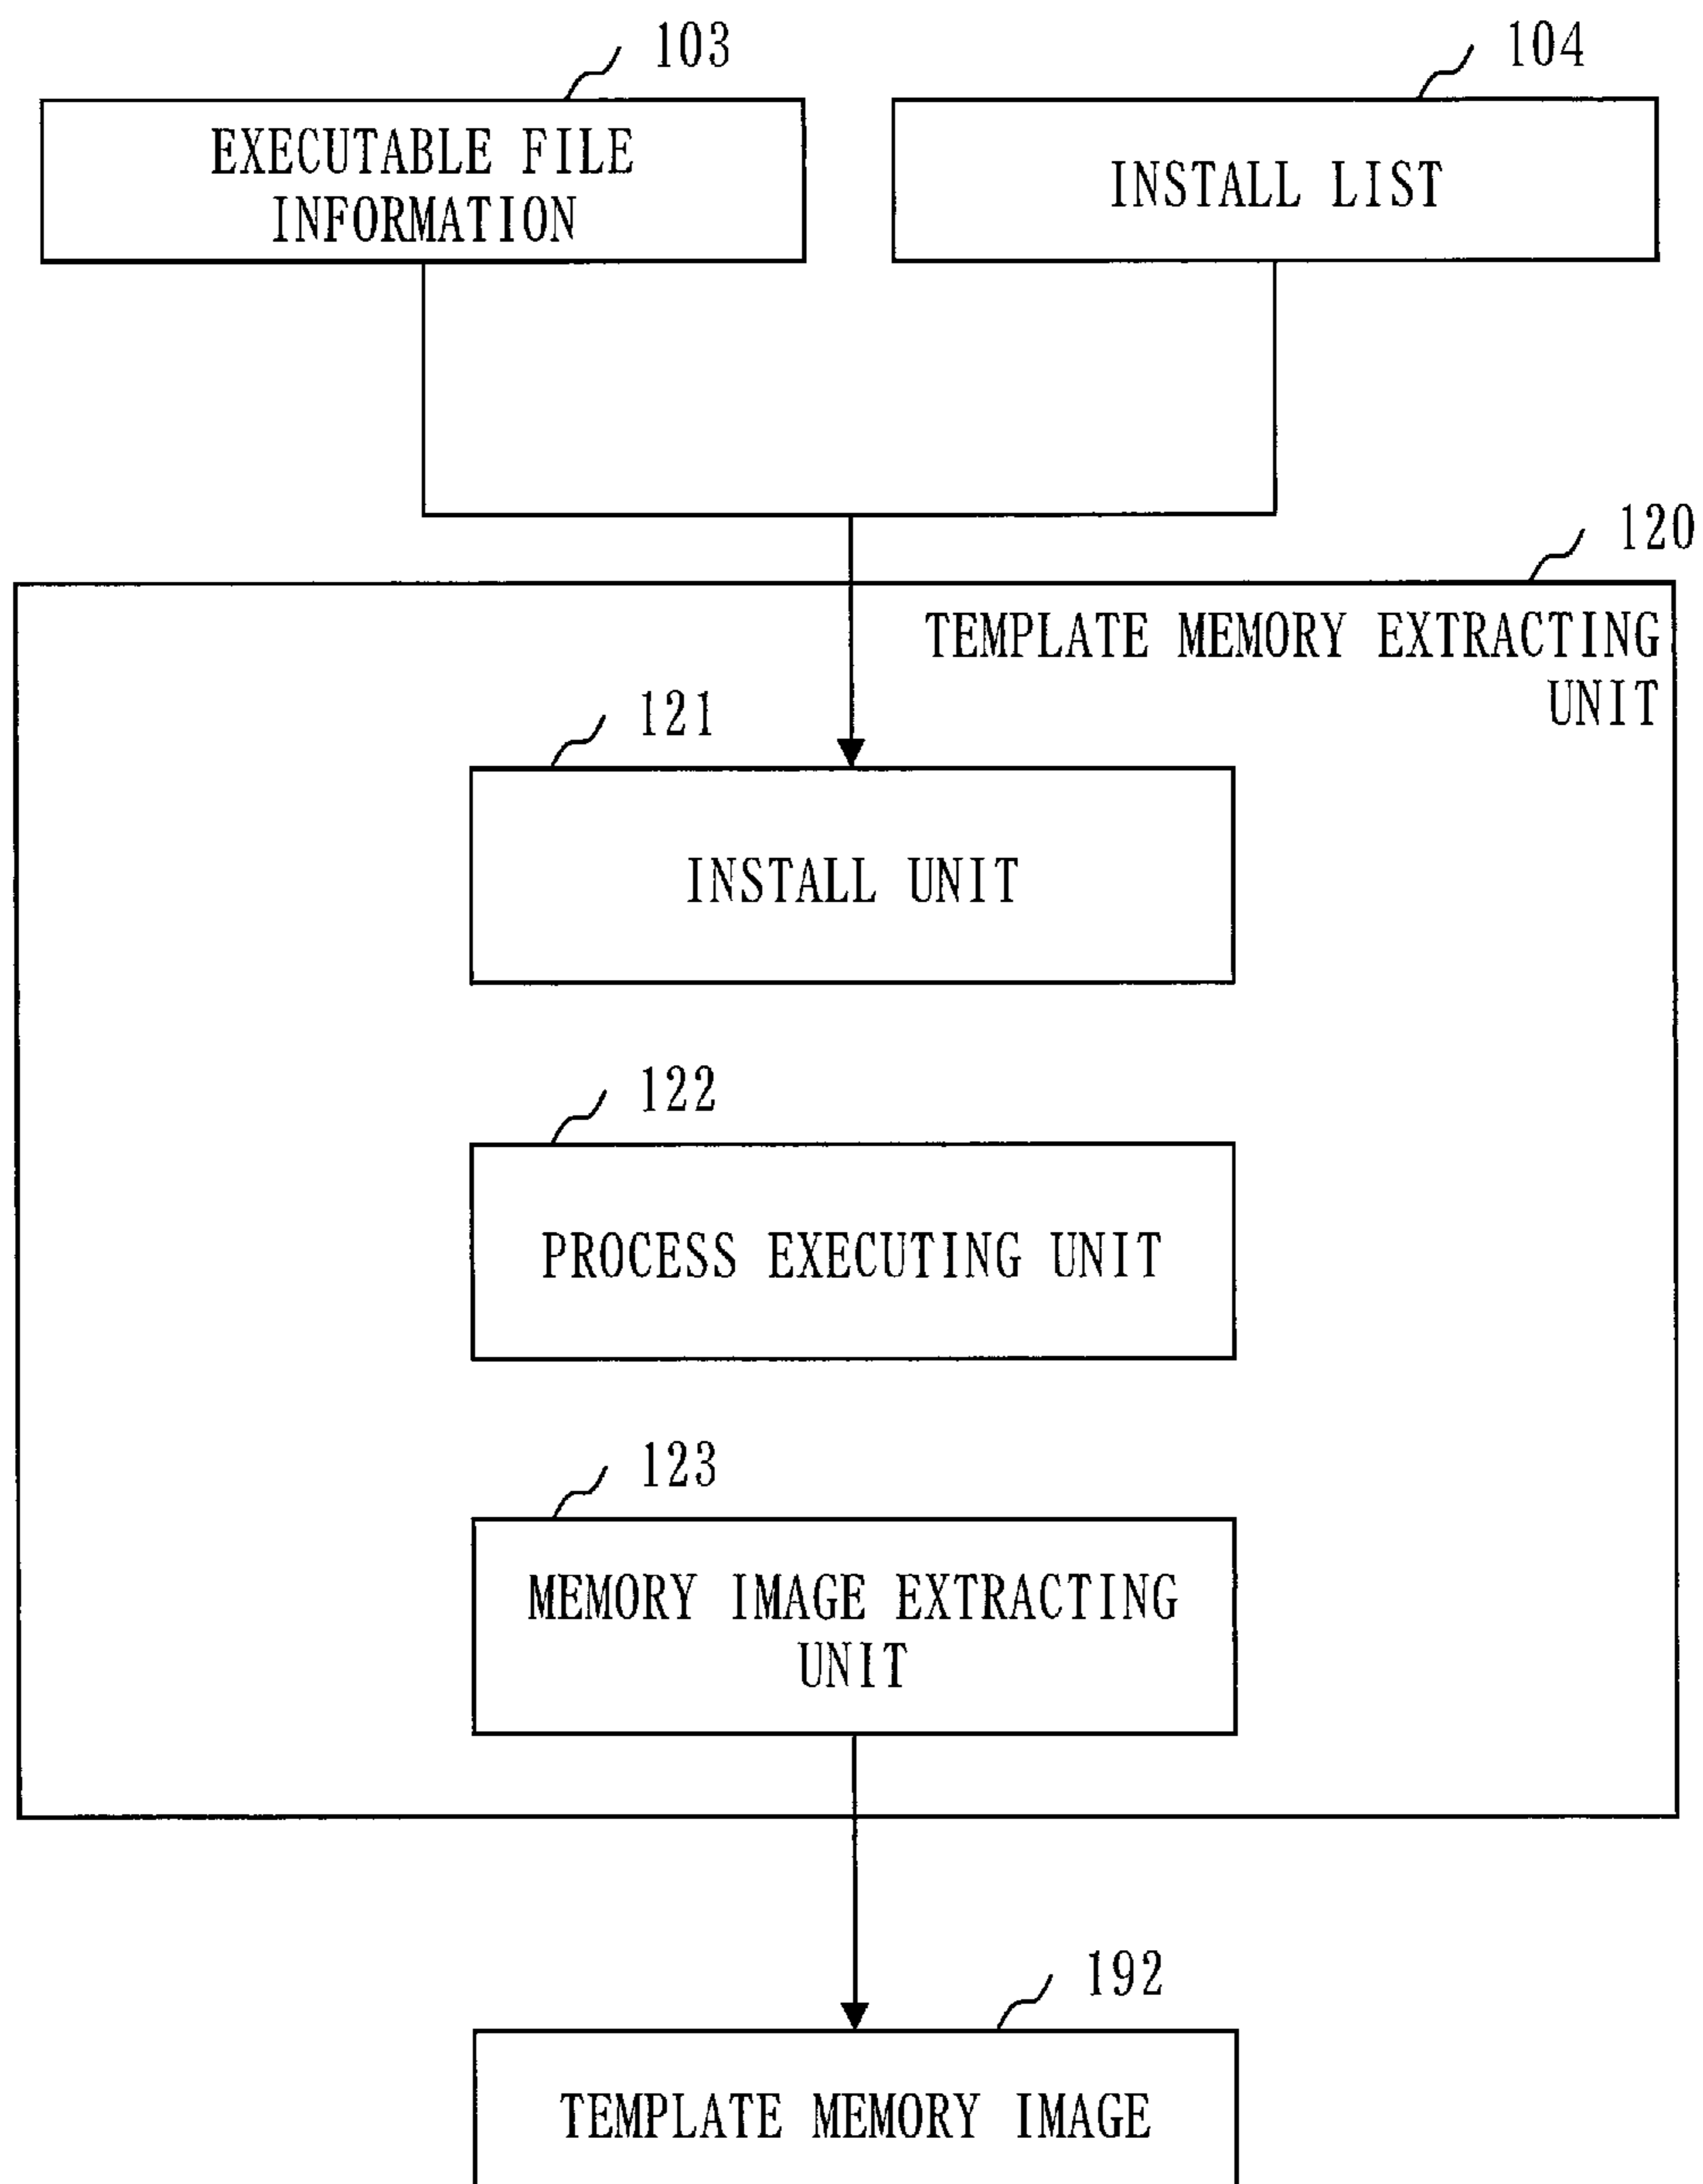 103
104
EXECUTABLE FILE
INFORMATION
INSTALL LIST
120
TEMPLATE MEMORY EXTRACTING
UNIT
121
INSTALL UNIT
122
PROCESS EXECUTING UNIT
123
MEMORY IMAGE EXTRACTING
UNIT
192
TEMPLATE MEMORY IMAGE